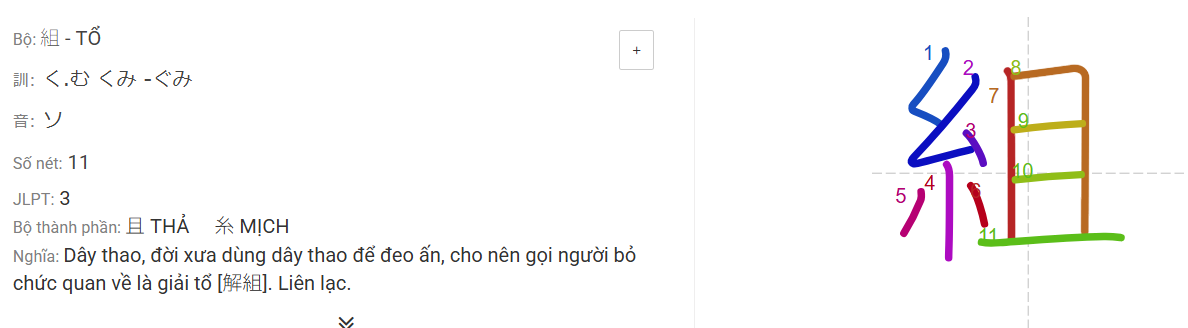 Bộ: 組 - TỔ
+
訓: く.む くみ -ぐみ
音: ソ
Số nét: 11
JLPT: 3
Bộ thành phần: 且 THẢ 糸 MỊCH
Nghĩa: Dây thao, đời xưa dùng dây thao để đeo ấn, cho nên gọi người bỏ
chức quan về là giải tổ [解組]. Liên lạc.
組
1
2
3
4
5
6
7
8
9
10
11